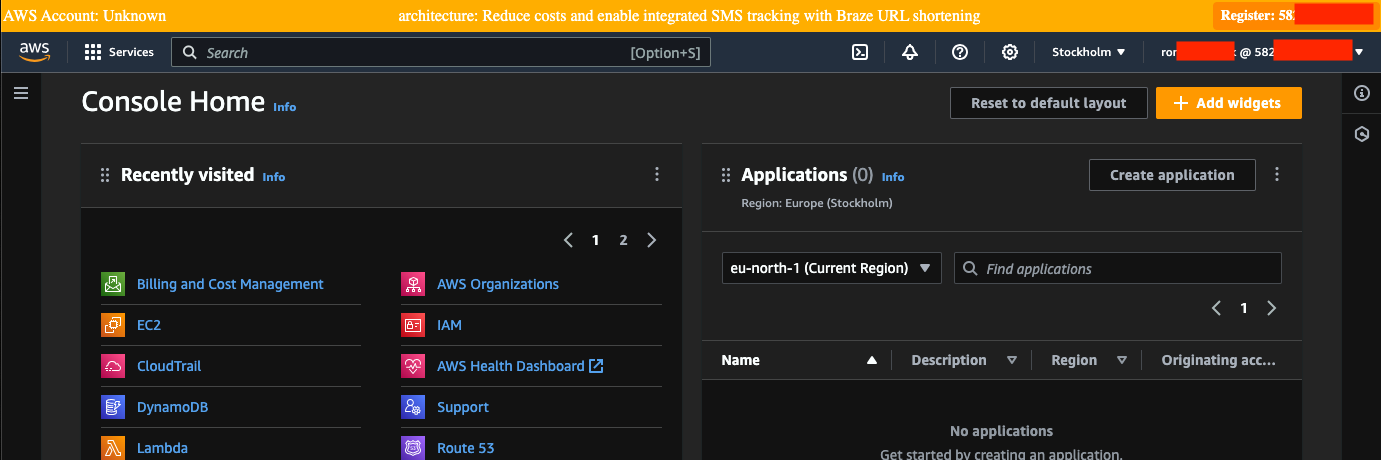 AWS Account: Unknown architecture: Reduce costs and enable integrated SMS tracking with Braze URL shortening Register: 58
aws Services Search [Option+S] Stockholm @ 582
Console Home Info Reset to default layout + Add widgets
Recently visited Info
Applications (0) Info Create application
Region: Europe (Stockholm)
1 2
eu-north-1 (Current Region) Find applications
1
Billing and Cost Management AWS Organizations
EC2 IAM
CloudTrail AWS Health Dashboard
DynamoDB Support
Lambda Route 53
Name Description Region Originating acc...
No applications
Get started by creating an application.